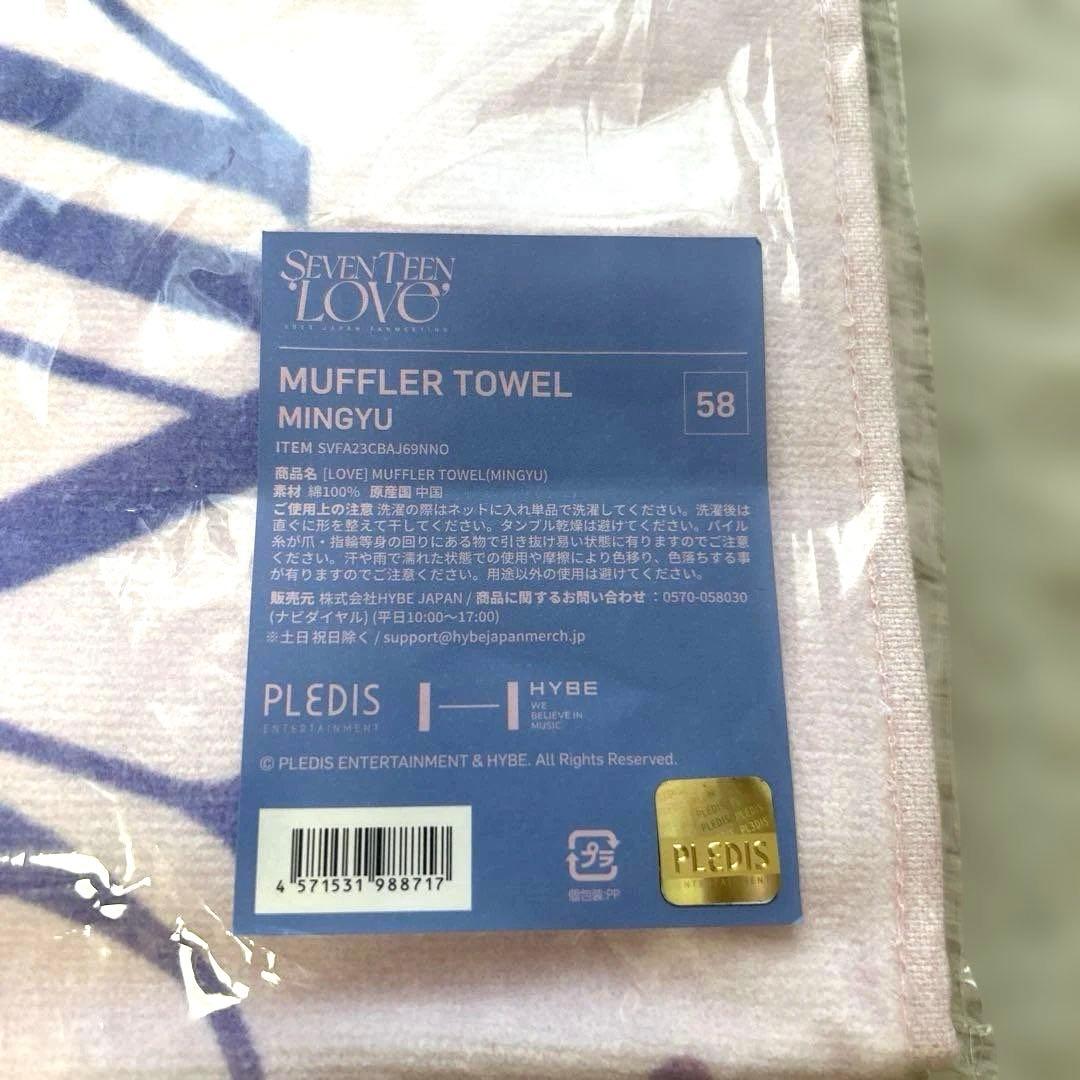 SEVENTEEN
'LOVE'
2023 JAPAN FANMEETING
MUFFLER TOWEL
MINGYU
58
ITEM SVFA23CBAJ69NNO
商品名 [LOVE] MUFFLER TOWEL(MINGYU)
素材 綿100% 原産国 中国
ご使用上の注意 洗濯の際はネットに入れ単品で洗濯してください。洗濯後は
直ぐに形を整えて干してください。タンブル乾燥は避けてください。パイル
糸が爪・指輪等身の回りにある物で引き抜け易い状態に有りますのでご注意
ください。汗や雨で濡れた状態での使用や摩擦により色移り、色落ちする事
が有りますのでご注意ください。用途以外の使用は避けてください。
販売元 株式会社HYBE JAPAN / 商品に関するお問い合わせ：0570-058030
(ナビダイヤル) (平日10:00〜17:00)
※土日祝日除く / support@hybejapanmerch.jp
PLEDIS
ENTERTAINMENT
HYBE
WE
BELIEVE IN
MUSIC
© PLEDIS ENTERTAINMENT & HYBE. All Rights Reserved.
4 571531 988717
プラ
個包装:PP
PLEDIS
PLEDIS PLEDIS
PLEDIS
PLEDIS
ENTERTAINMENT